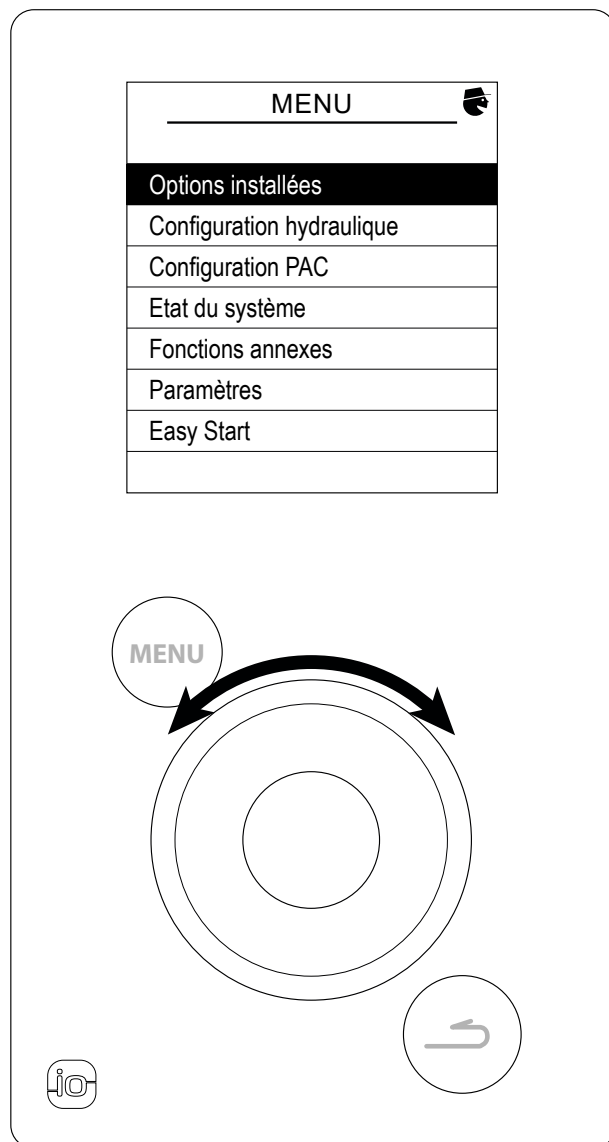 MENU
Options installées
Configuration hydraulique
Configuration PAC
Etat du système
Fonctions annexes
Paramètres
Easy Start
MENU
io